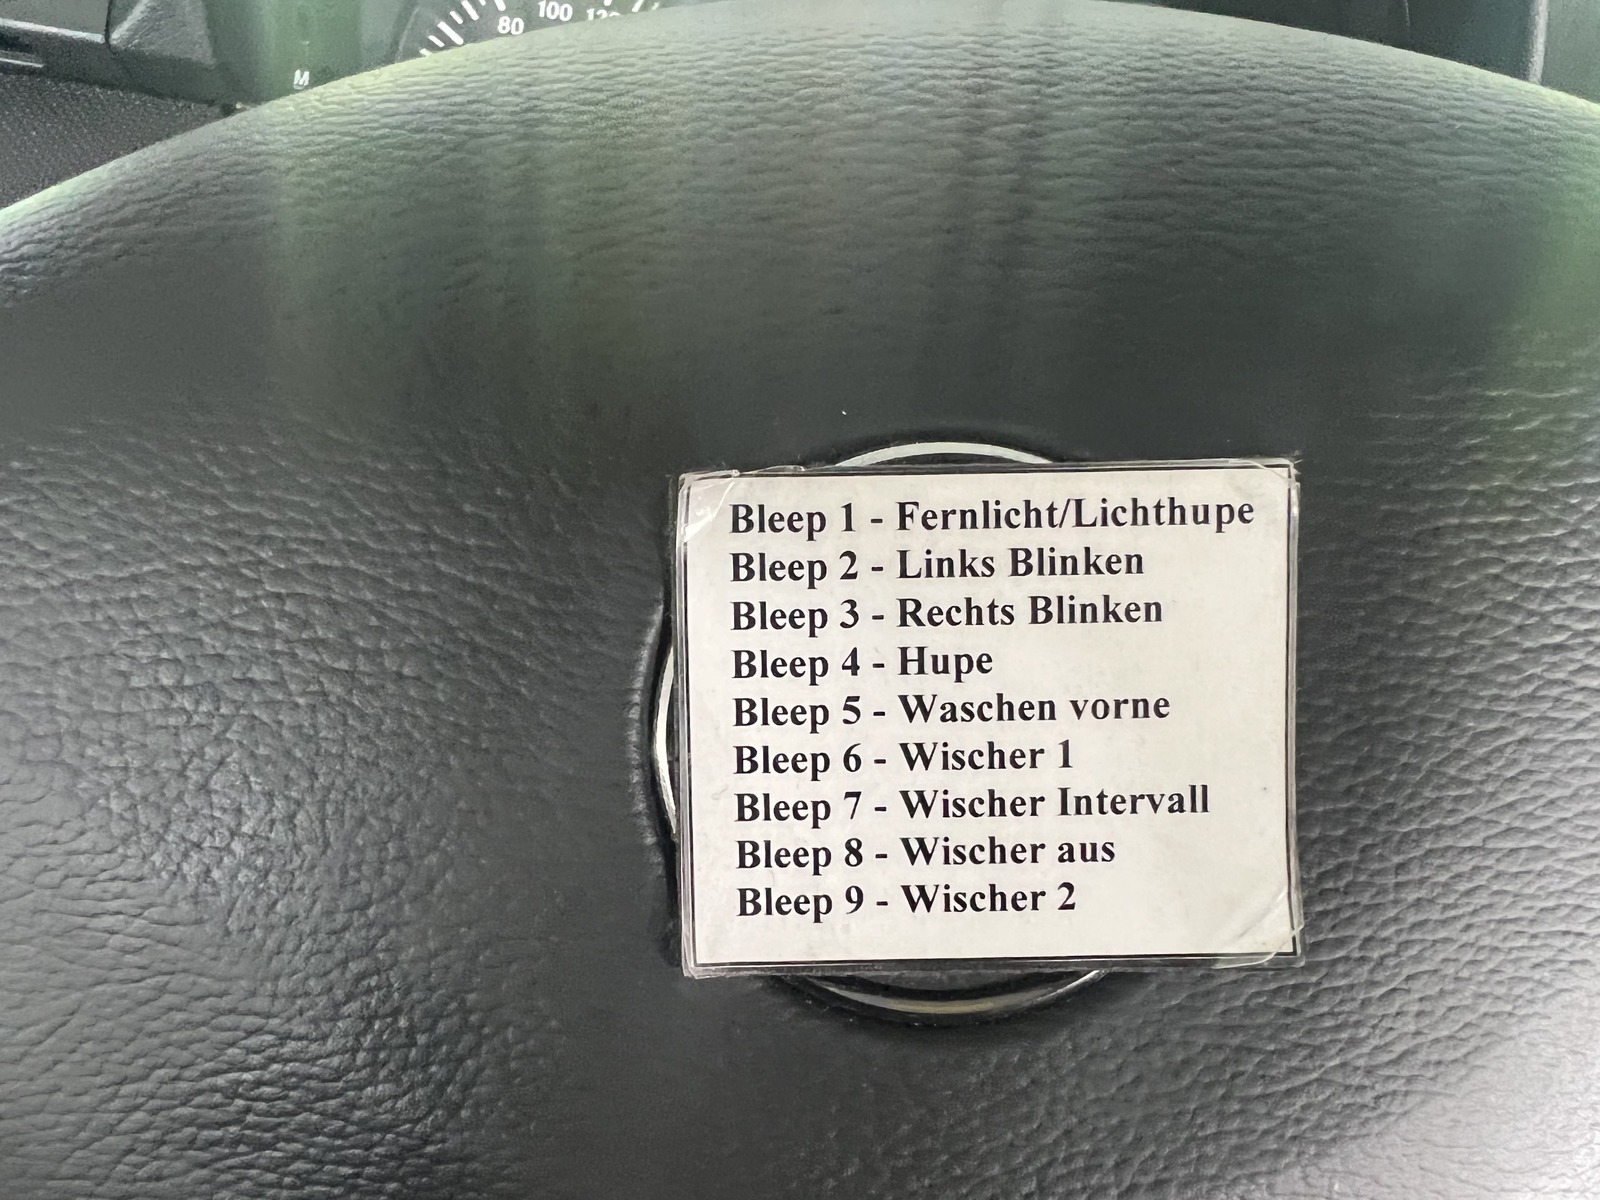 80 100 120
M
Bleep 1 - Fernlicht/Lichthupe
Bleep 2 - Links Blinken
Bleep 3 - Rechts Blinken
Bleep 4 - Hupe
Bleep 5 - Waschen vorne
Bleep 6 - Wischer 1
Bleep 7 - Wischer Intervall
Bleep 8 - Wischer aus
Bleep 9 - Wischer 2